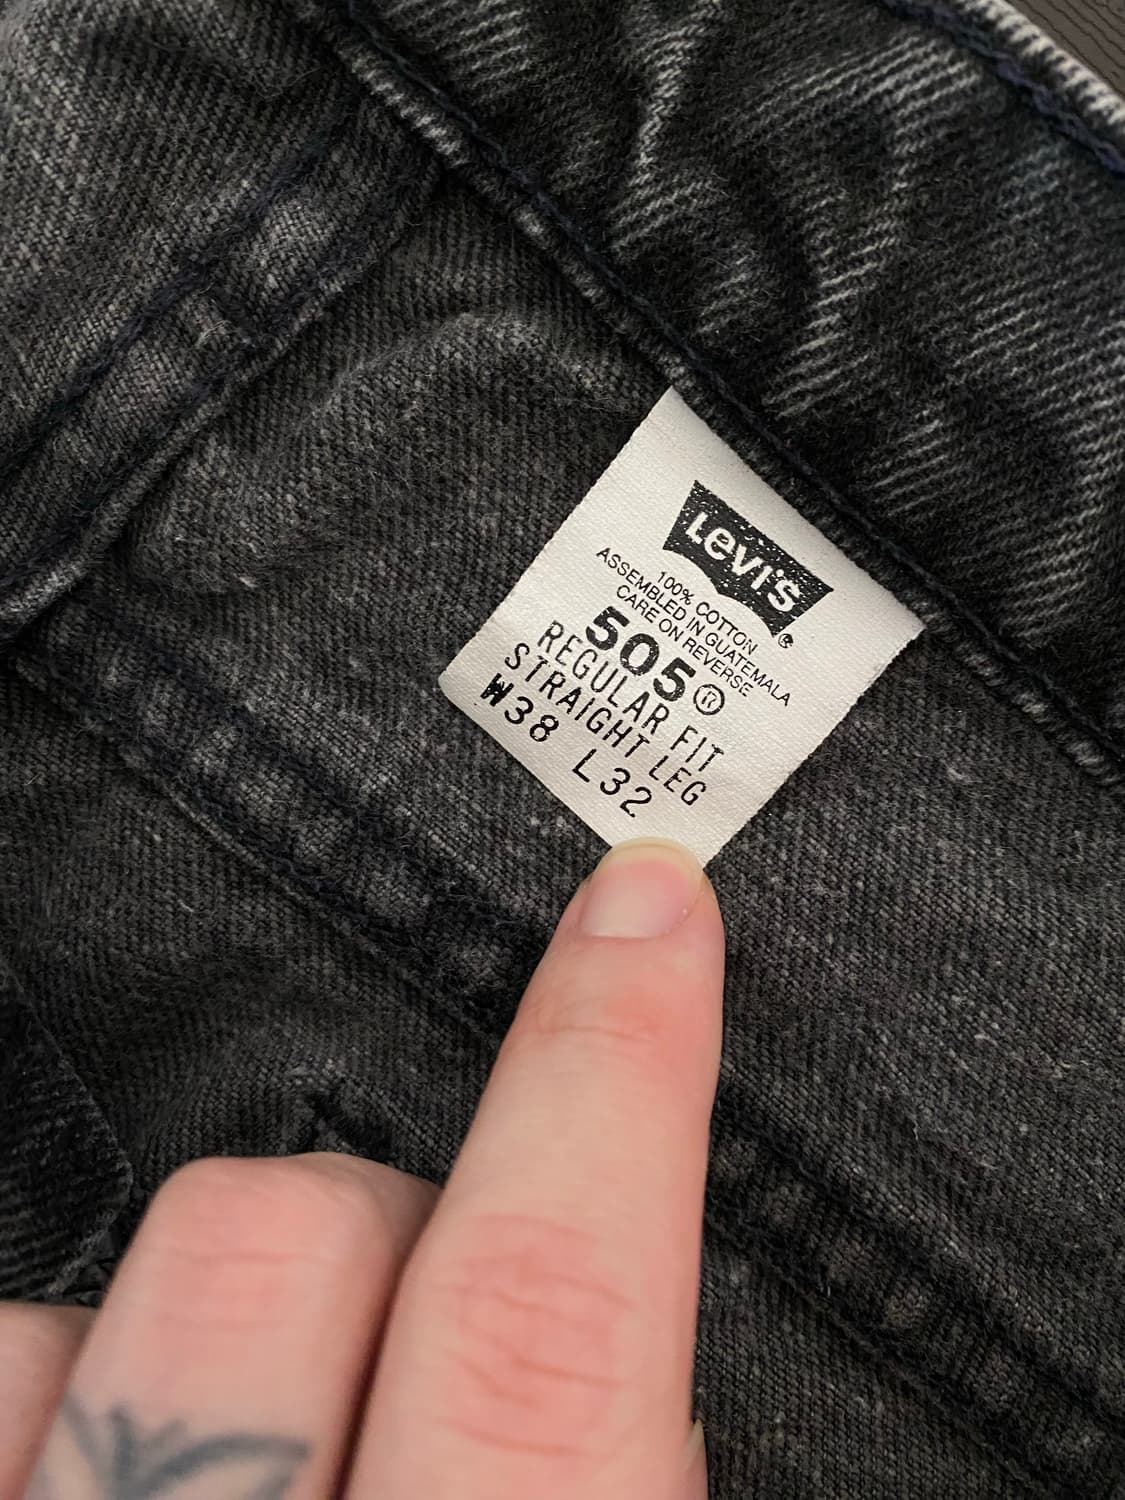 Levi's®
100% COTTON
ASSEMBLED IN GUATEMALA
CARE ON REVERSE
505®
REGULAR FIT
STRAIGHT LEG
W38 L32